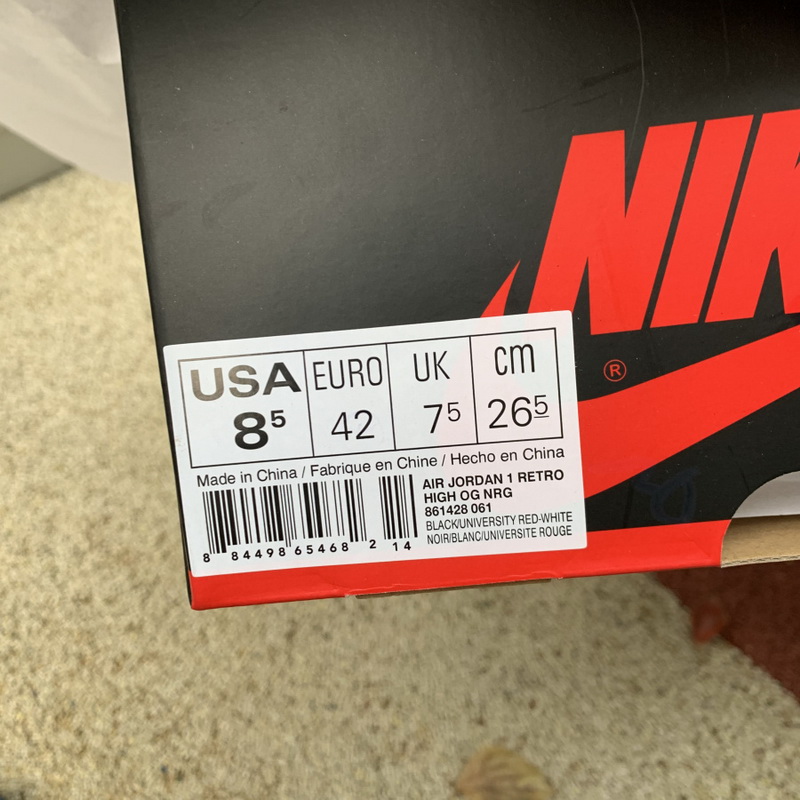 NIK
®
USA EURO UK cm
8⁵ 42 7⁵ 26⁵
Made in China / Fabrique en Chine / Hecho en China
AIR JORDAN 1 RETRO
HIGH OG NRG
861428 061
BLACK/UNIVERSITY RED-WHITE
NOIR/BLANC/UNIVERSITE ROUGE
8 84498 65468 2 14